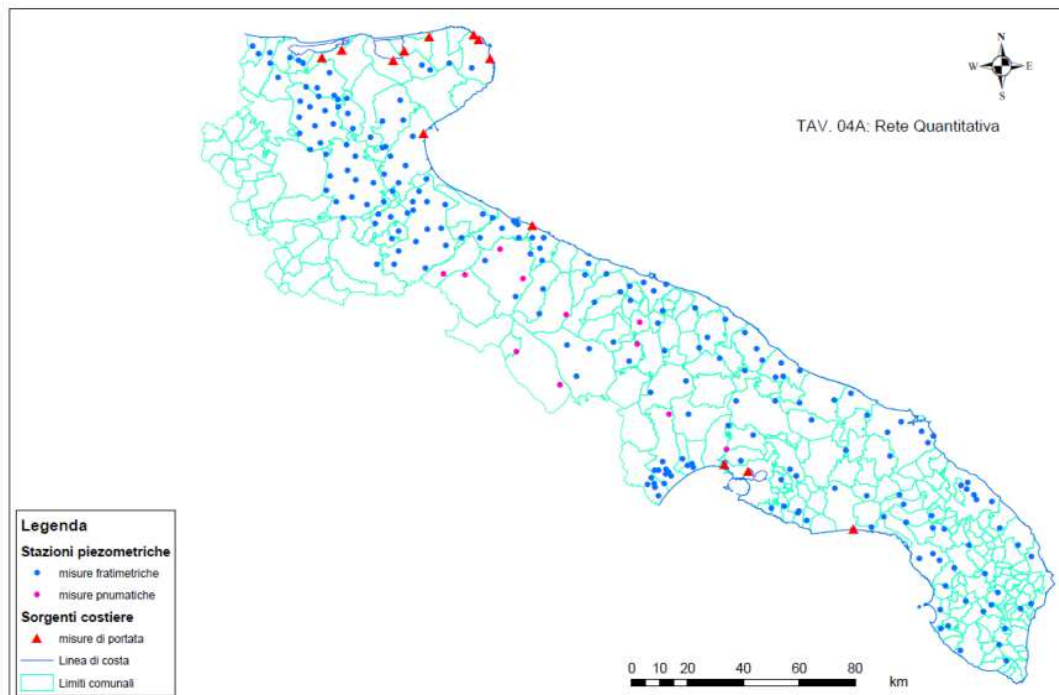 N
W E
S
TAV. 04A: Rete Quantitativa
Legenda
Stazioni piezometriche
misure fratimetriche
misure pnumatiche
Sorgenti costiere
misure di portata
Linea di costa
Limiti comunali
0 5 10 20 40 60 80
km